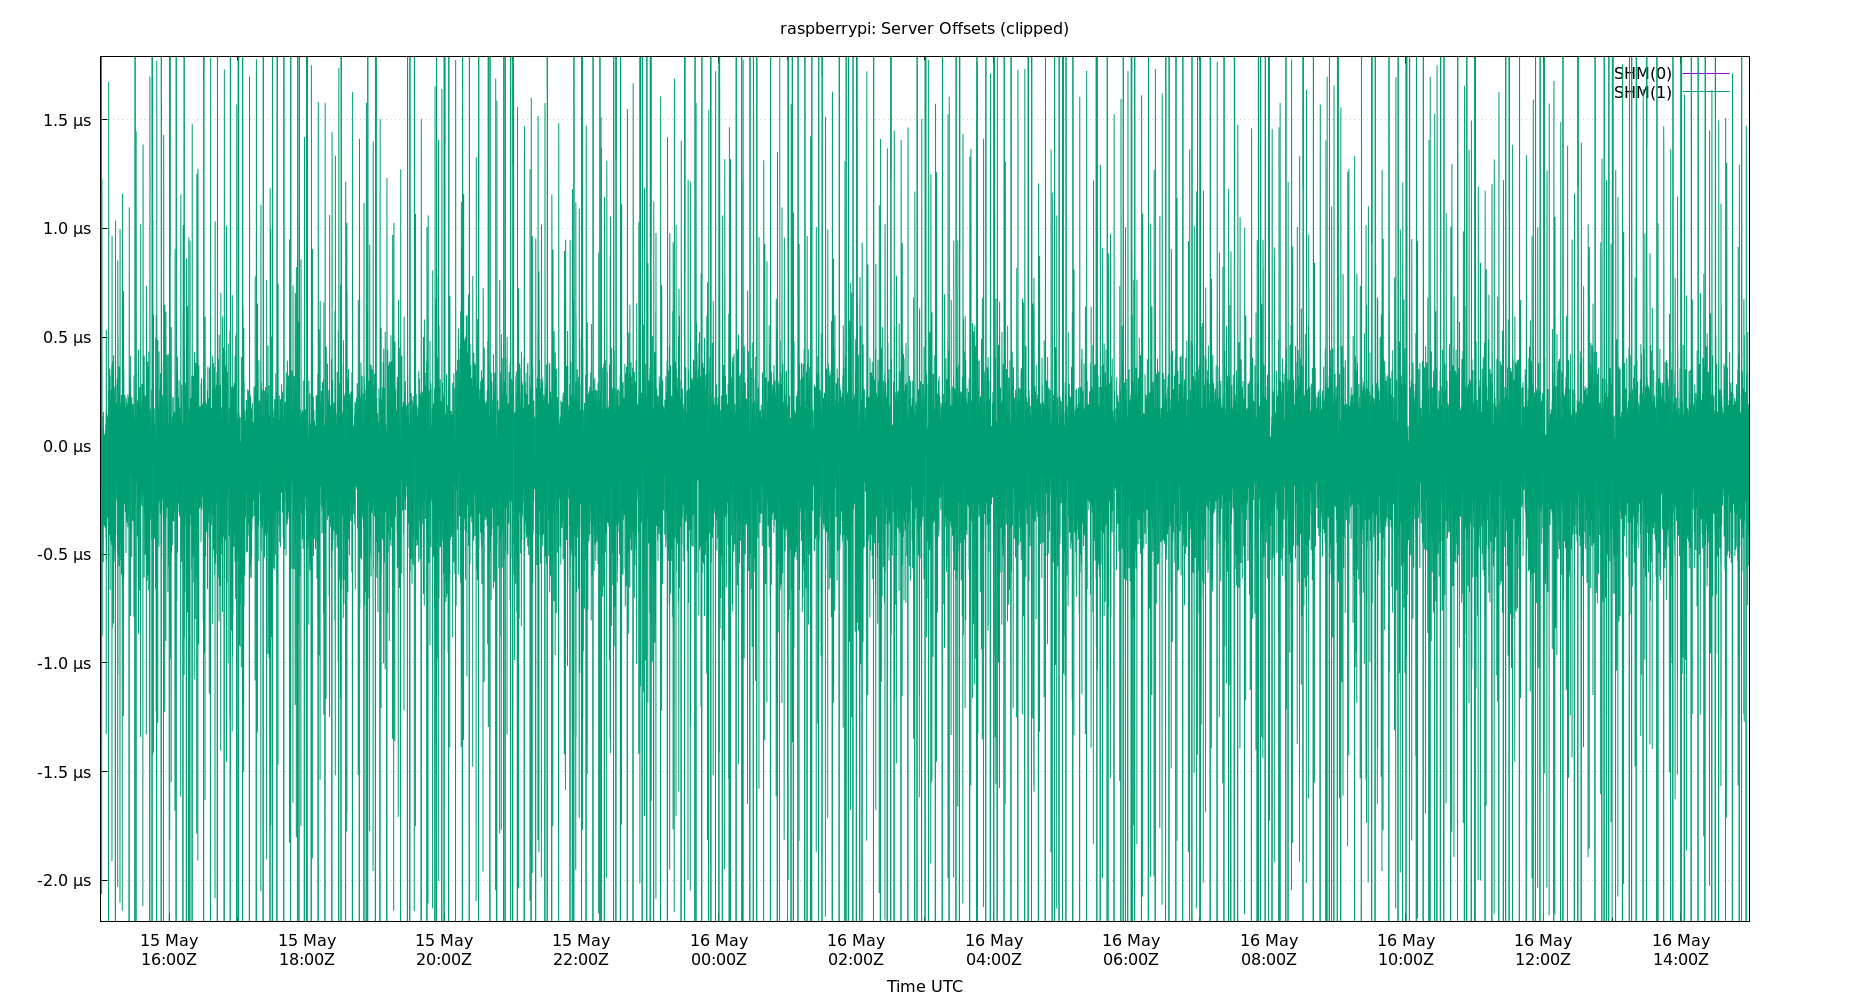 raspberrypi: Server Offsets (clipped)
SHM(0)
SHM(1)
1.5 µs
1.0 µs
0.5 µs
0.0 µs
-0.5 µs
-1.0 µs
-1.5 µs
-2.0 µs
15 May 15 May 15 May 15 May 16 May 16 May 16 May 16 May 16 May 16 May 16 May 16 May
16:00Z 18:00Z 20:00Z 22:00Z 00:00Z 02:00Z 04:00Z 06:00Z 08:00Z 10:00Z 12:00Z 14:00Z
Time UTC